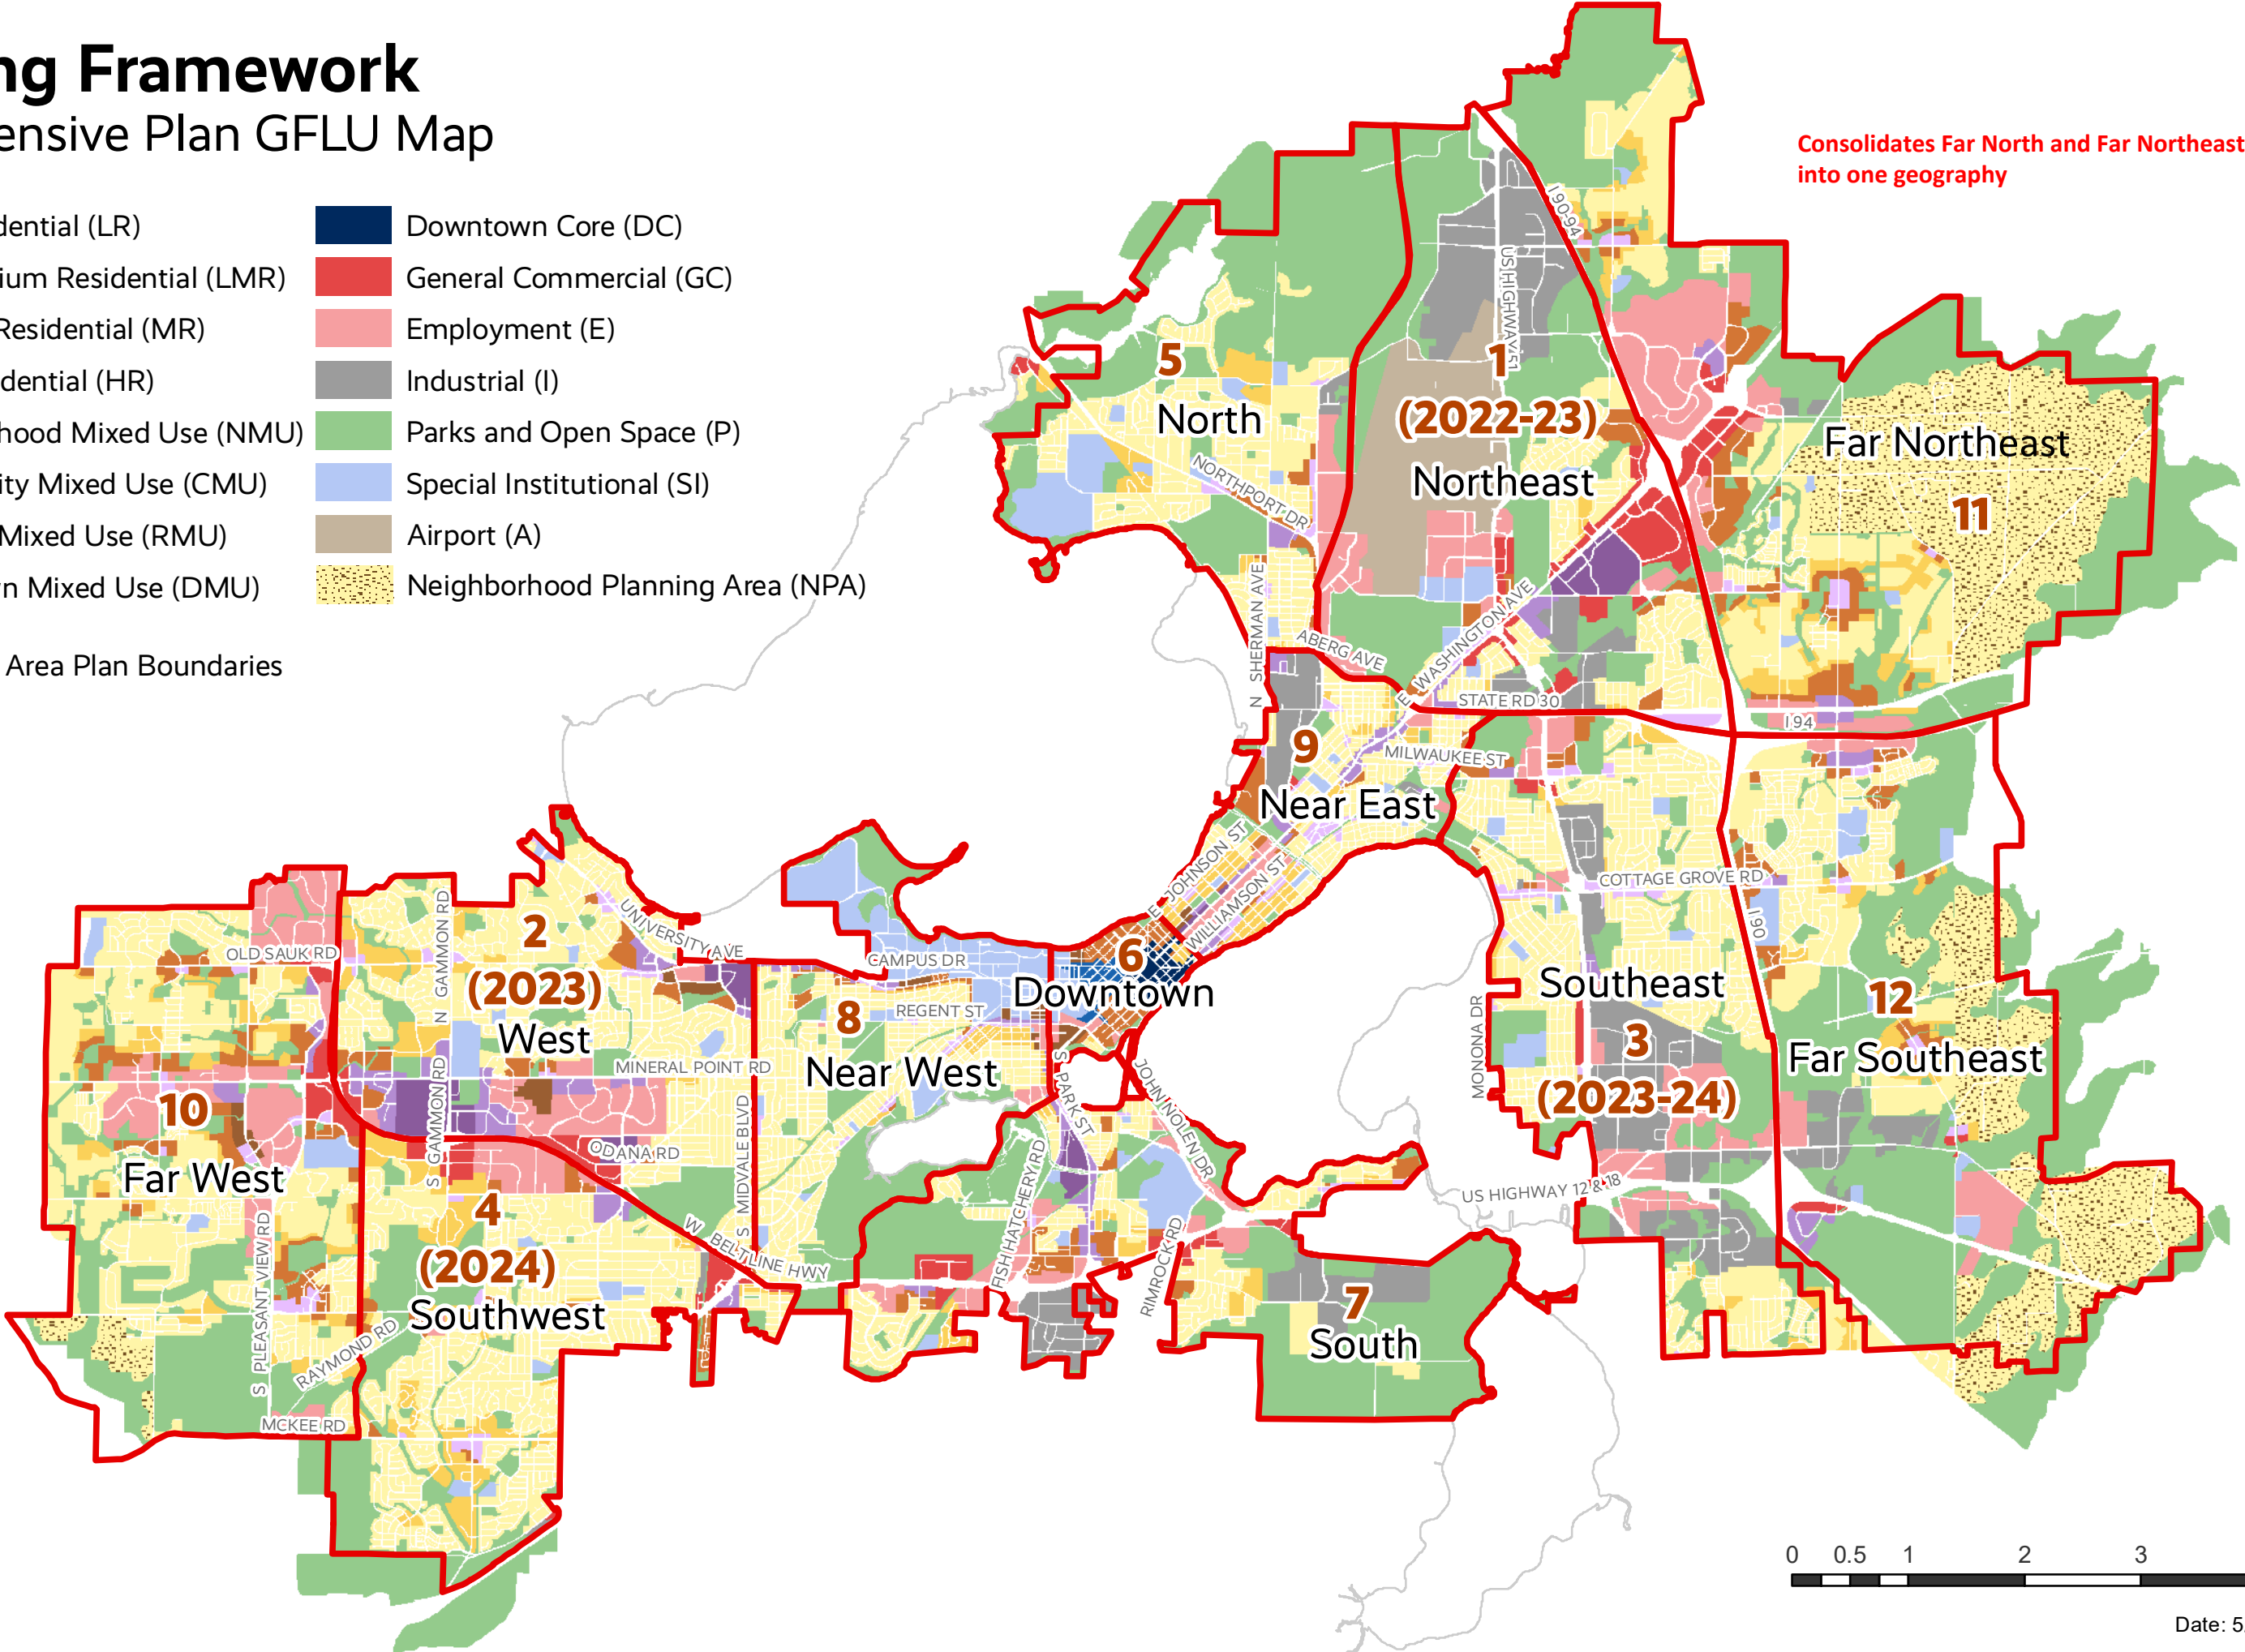 ng Framework
ensive Plan GFLU Map
Consolidates Far North and Far Northeast
into one geography
dential (LR)
ium Residential (LMR)
Residential (MR)
dential (HR)
hood Mixed Use (NMU)
ity Mixed Use (CMU)
Mixed Use (RMU)
n Mixed Use (DMU)
Area Plan Boundaries
Downtown Core (DC)
General Commercial (GC)
Employment (E)
Industrial (I)
Parks and Open Space (P)
Special Institutional (SI)
Airport (A)
Neighborhood Planning Area (NPA)
I 90-94
US HIGHWAY 51
5
North
1
(2022-23)
Northeast
Far Northeast
11
NORTHPORT DR
N SHERMAN AVE
ABERG AVE
E WASHINGTON AVE
STATE RD 30
I 94
9
MILWAUKEE ST
Near East
E JOHNSON ST
WILLIAMSON ST
COTTAGE GROVE RD
I 90
2
(2023)
West
N GAMMON RD
UNIVERSITY AVE
OLD SAUK RD
CAMPUS DR
6
Downtown
REGENT ST
8
Near West
MINERAL POINT RD
S PARK ST
JOHN NOLEN DR
MONONA DR
Southeast
3
(2023-24)
12
Far Southeast
10
Far West
S GAMMON RD
ODANA RD
S MIDVALE BLVD
4
(2024)
Southwest
W BELTLINE HWY
FISH HATCHERY RD
RIMROCK RD
US HIGHWAY 12 & 18
7
South
S PLEASANT VIEW RD
RAYMOND RD
MCKEE RD
0 0.5 1 2 3
Date: 5